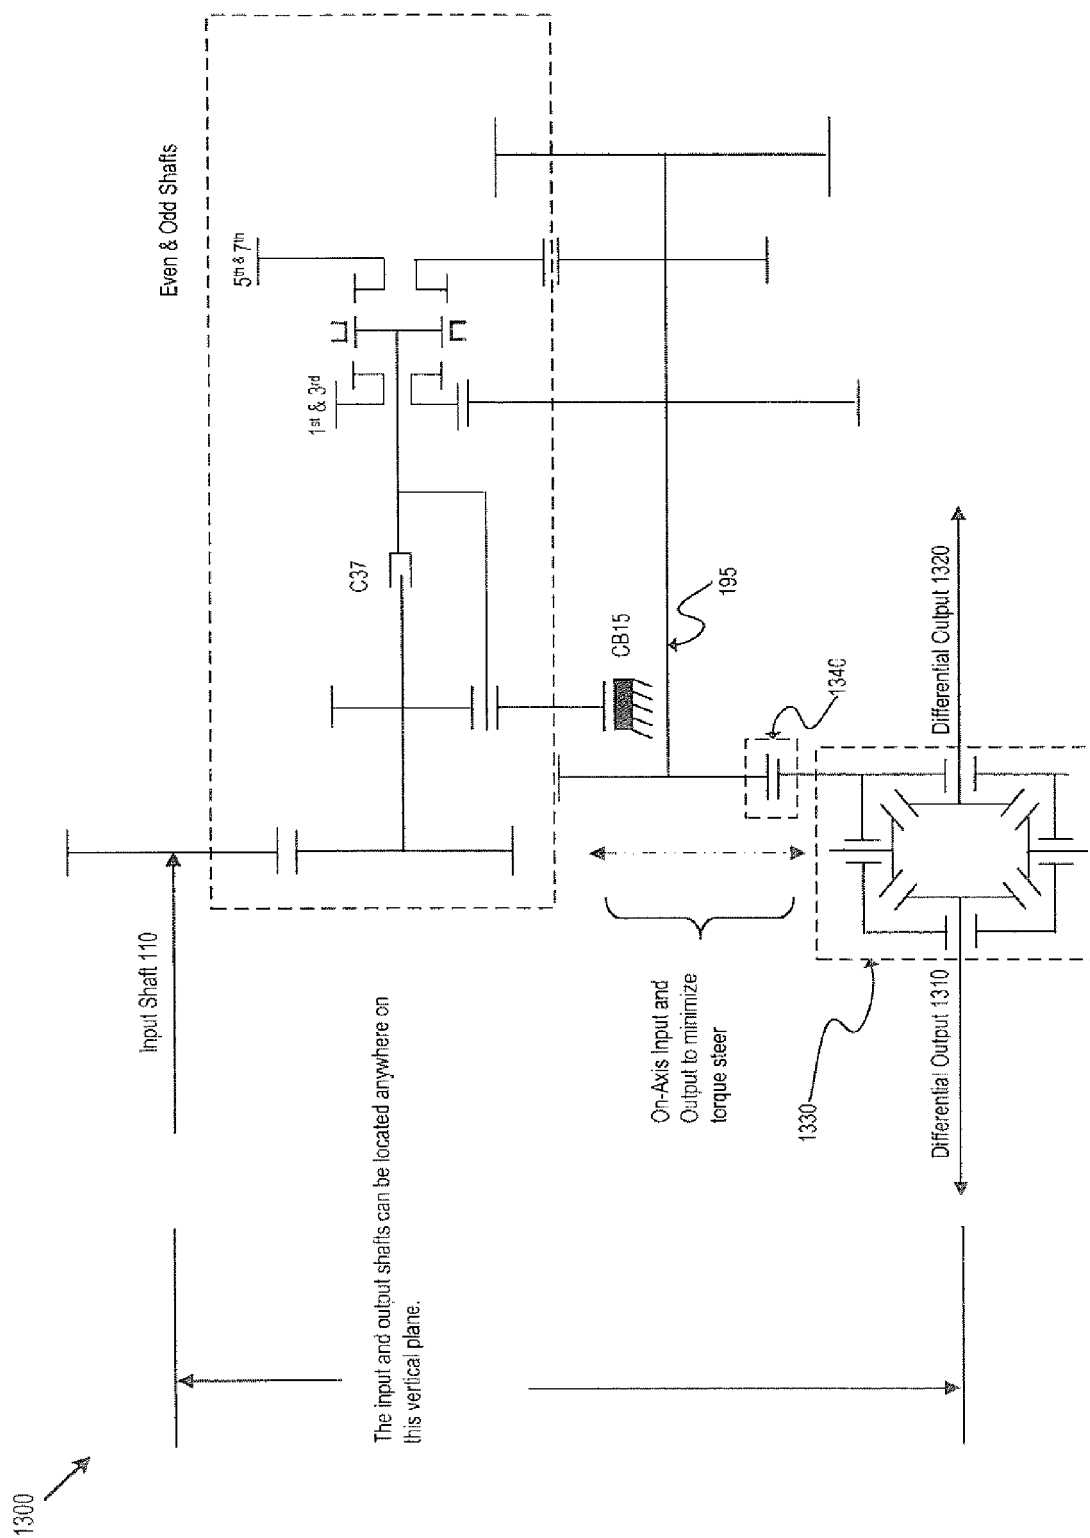 1300
The input and output shafts can be located anywhere on
this vertical plane.
Input Shaft 110
Even & Odd Shafts
5th & 7th
1st & 3rd
C37
CB15
195
1340
On-Axis Input and
Output to minimize
torque steer
1330
Differential Output 1310
Differential Output 1320